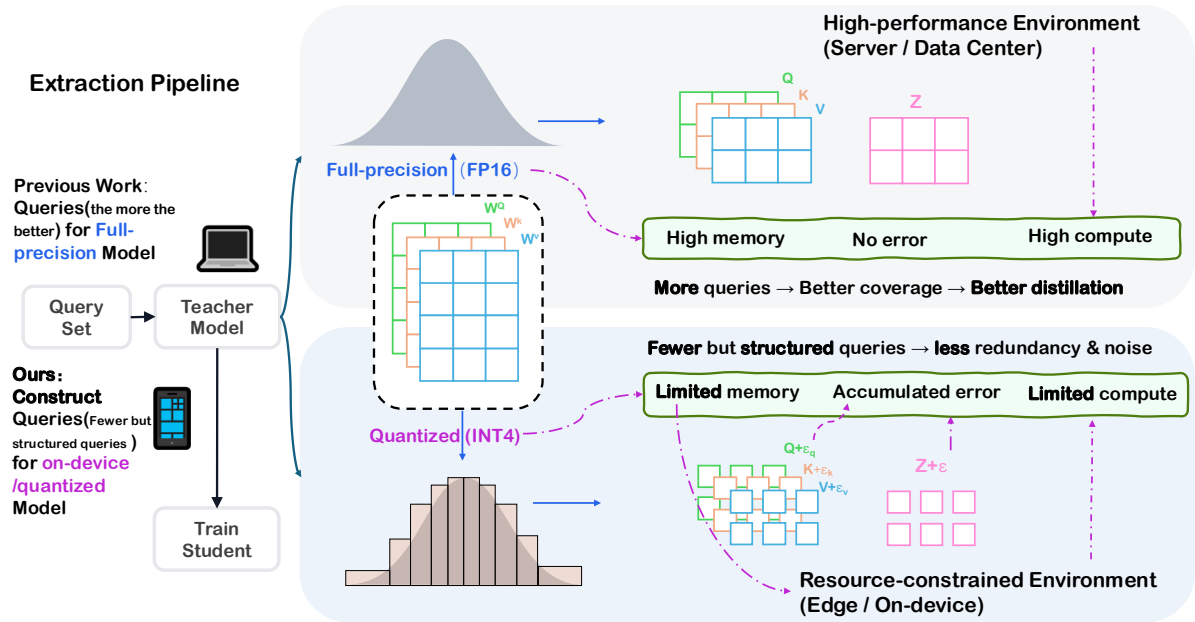 Extraction Pipeline
Previous Work:
Queries(the more the
better) for Full-
precision Model
Query
Set
Teacher
Model
Ours:
Construct
Queries(Fewer but
structured queries )
for on-device
/quantized
Model
Train
Student
High-performance Environment
(Server / Data Center)
Q
K
V
Z
Full-precision (FP16)
W^Q
W^k
W^v
High memory
No error
High compute
More queries → Better coverage → Better distillation
Fewer but structured queries → less redundancy & noise
Limited memory
Accumulated error
Limited compute
Quantized (INT4)
Q+ε_q
K+ε_k
V+ε_v
Z+ε
Resource-constrained Environment
(Edge / On-device)